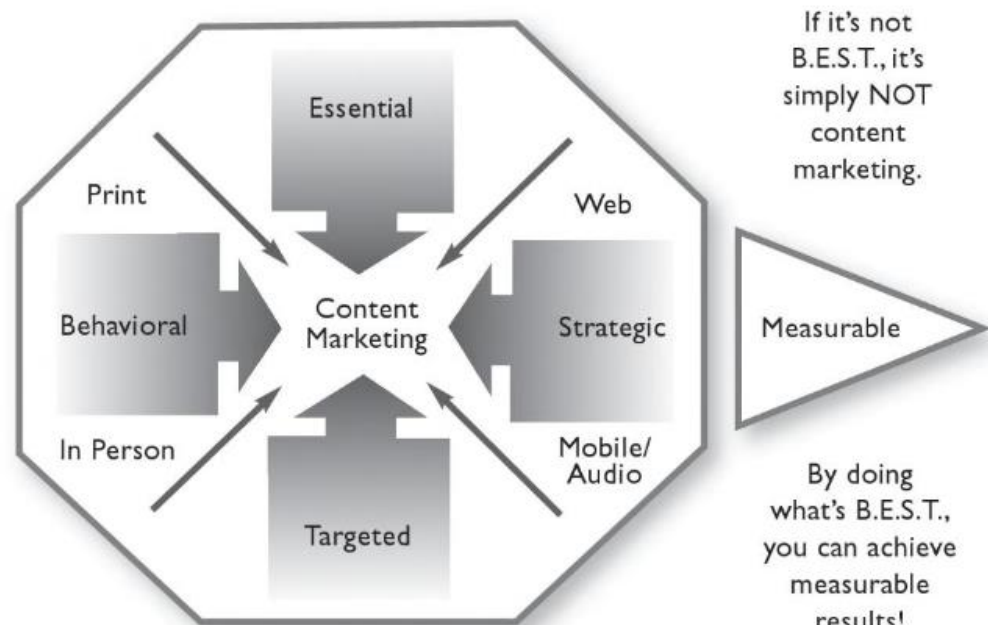 If it's not
B.E.S.T., it's
simply NOT
content
marketing.
Essential
Print
Web
Behavioral
Content
Marketing
Strategic
Measurable
In Person
Mobile/
Audio
Targeted
By doing
what's B.E.S.T.,
you can achieve
measurable
results!